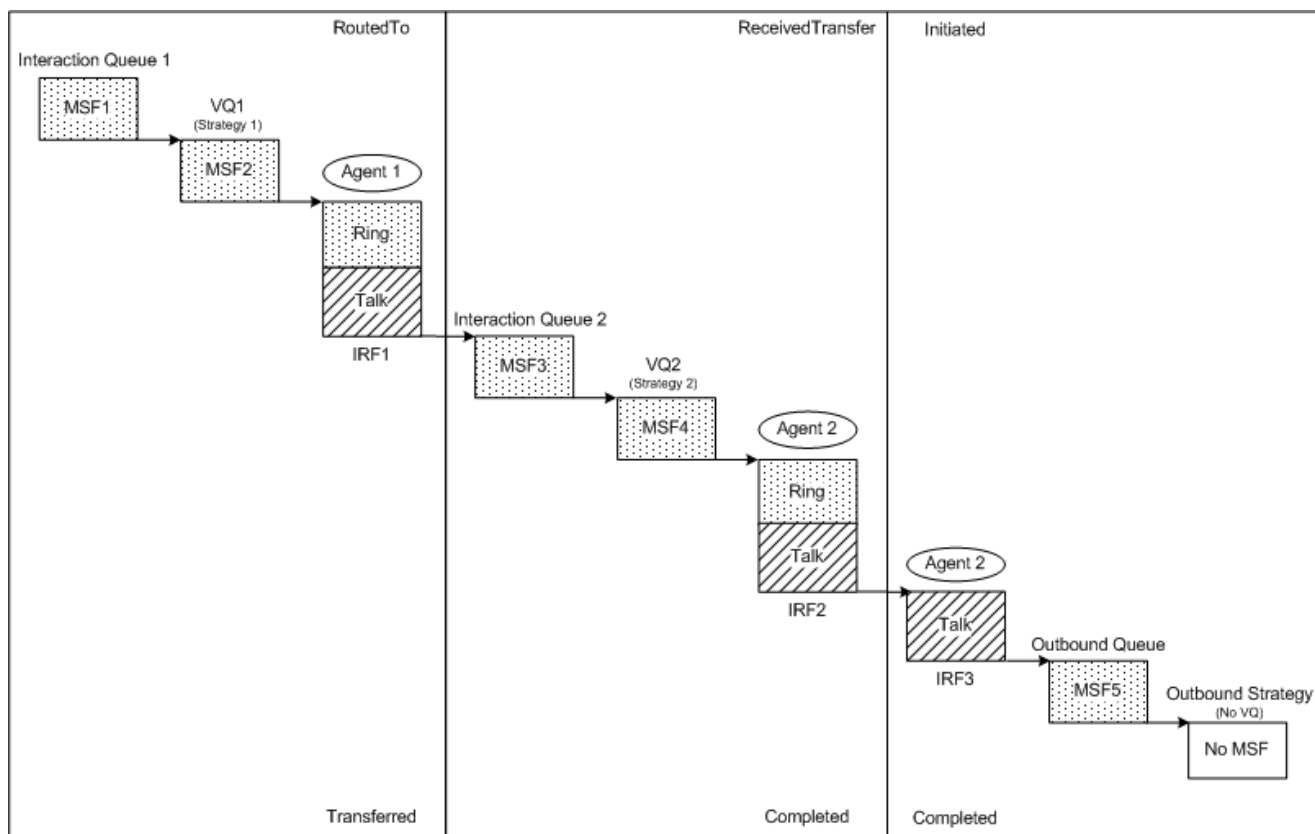 RoutedTo
Interaction Queue 1
MSF1
VQ1
(Strategy 1)
MSF2
Agent 1
Ring
Talk
IRF1
Transferred
ReceivedTransfer
Interaction Queue 2
MSF3
VQ2
(Strategy 2)
MSF4
Agent 2
Ring
Talk
IRF2
Completed
Initiated
Agent 2
Talk
IRF3
Outbound Queue
MSF5
Outbound Strategy
(No VQ)
No MSF
Completed